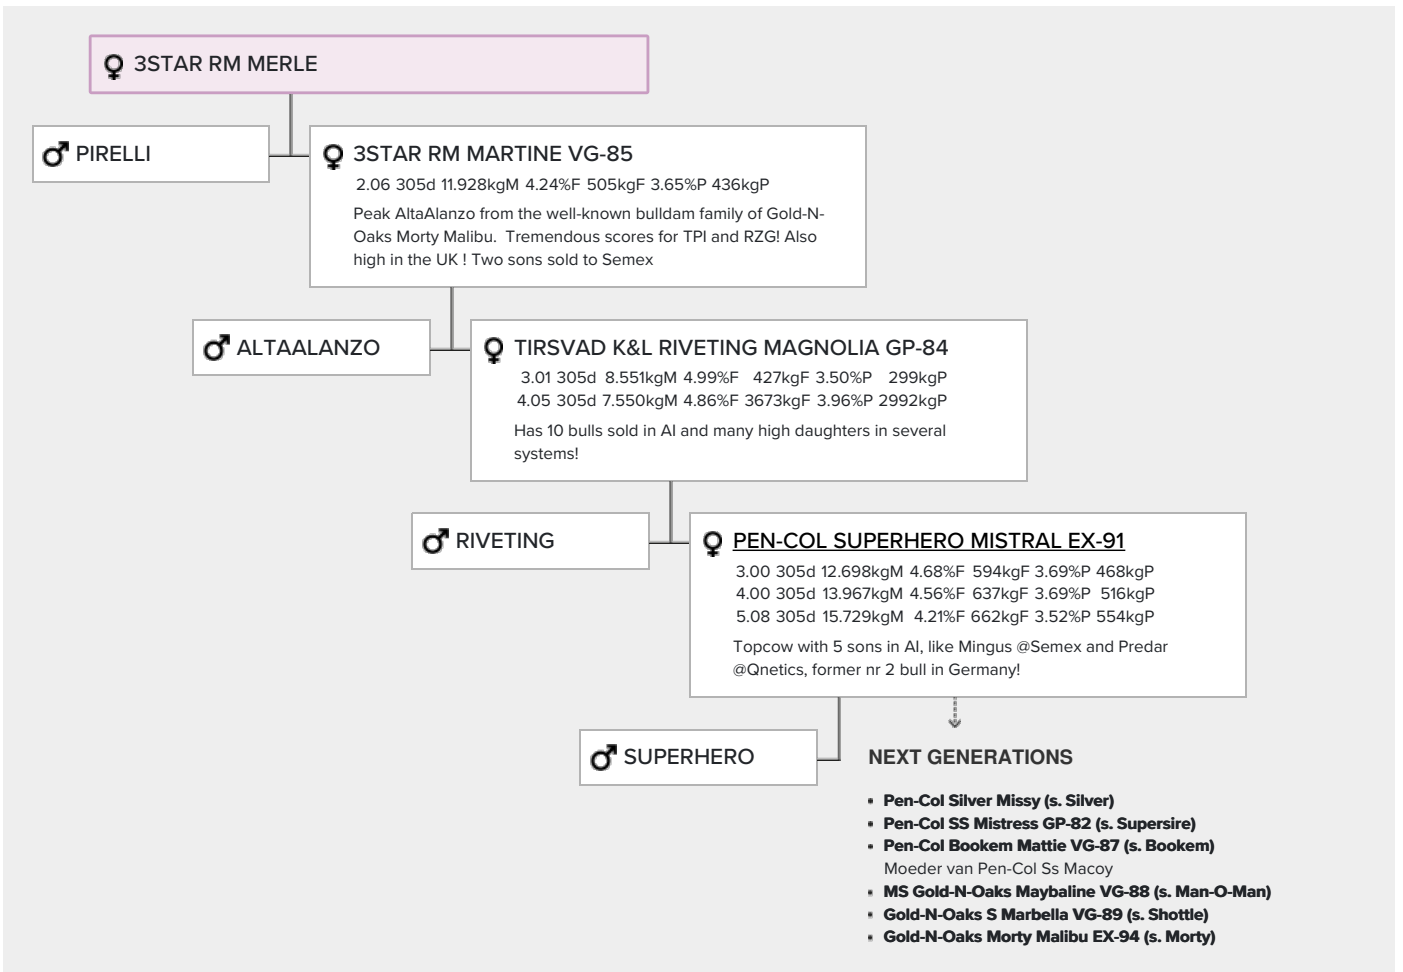 3STAR RM MERLE
PIRELLI
3STAR RM MARTINE VG-85
2.06 305d 11.928kgM 4.24%F 505kgF 3.65%P 436kgP
Peak AltaAlanzo from the well-known bulldam family of Gold-N-
Oaks Morty Malibu. Tremendous scores for TPI and RZG! Also
high in the UK ! Two sons sold to Semex
ALTAALANZO
TIRSVAD K&L RIVETING MAGNOLIA GP-84
3.01 305d 8.551kgM 4.99%F 427kgF 3.50%P 299kgP
4.05 305d 7.550kgM 4.86%F 3673kgF 3.96%P 2992kgP
Has 10 bulls sold in AI and many high daughters in several
systems!
RIVETING
PEN-COL SUPERHERO MISTRAL EX-91
3.00 305d 12.698kgM 4.68%F 594kgF 3.69%P 468kgP
4.00 305d 13.967kgM 4.56%F 637kgF 3.69%P 516kgP
5.08 305d 15.729kgM 4.21%F 662kgF 3.52%P 554kgP
Topcow with 5 sons in AI, like Mingus @Semex and Predar
@Qnetics, former nr 2 bull in Germany!
SUPERHERO
NEXT GENERATIONS
• Pen-Col Silver Missy (s. Silver)
• Pen-Col SS Mistress GP-82 (s. Supersire)
• Pen-Col Bookem Mattie VG-87 (s. Bookem)
Moeder van Pen-Col Ss Macoy
• MS Gold-N-Oaks Maybaline VG-88 (s. Man-O-Man)
• Gold-N-Oaks S Marbella VG-89 (s. Shottle)
• Gold-N-Oaks Morty Malibu EX-94 (s. Morty)